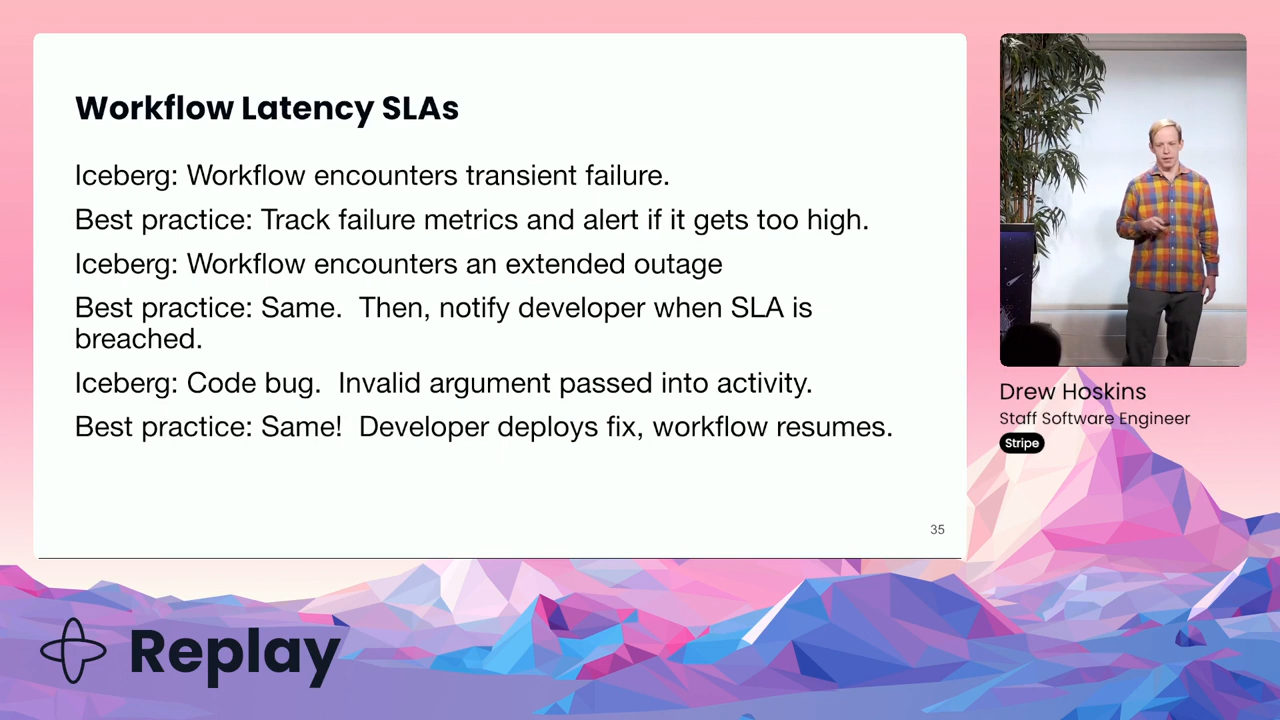 Workflow Latency SLAs
Iceberg: Workflow encounters transient failure.
Best practice: Track failure metrics and alert if it gets too high.
Iceberg: Workflow encounters an extended outage
Best practice: Same.  Then, notify developer when SLA is
breached.
Iceberg: Code bug.  Invalid argument passed into activity.
Best practice: Same!  Developer deploys fix, workflow resumes.
35
Drew Hoskins
Staff Software Engineer
Stripe
Replay